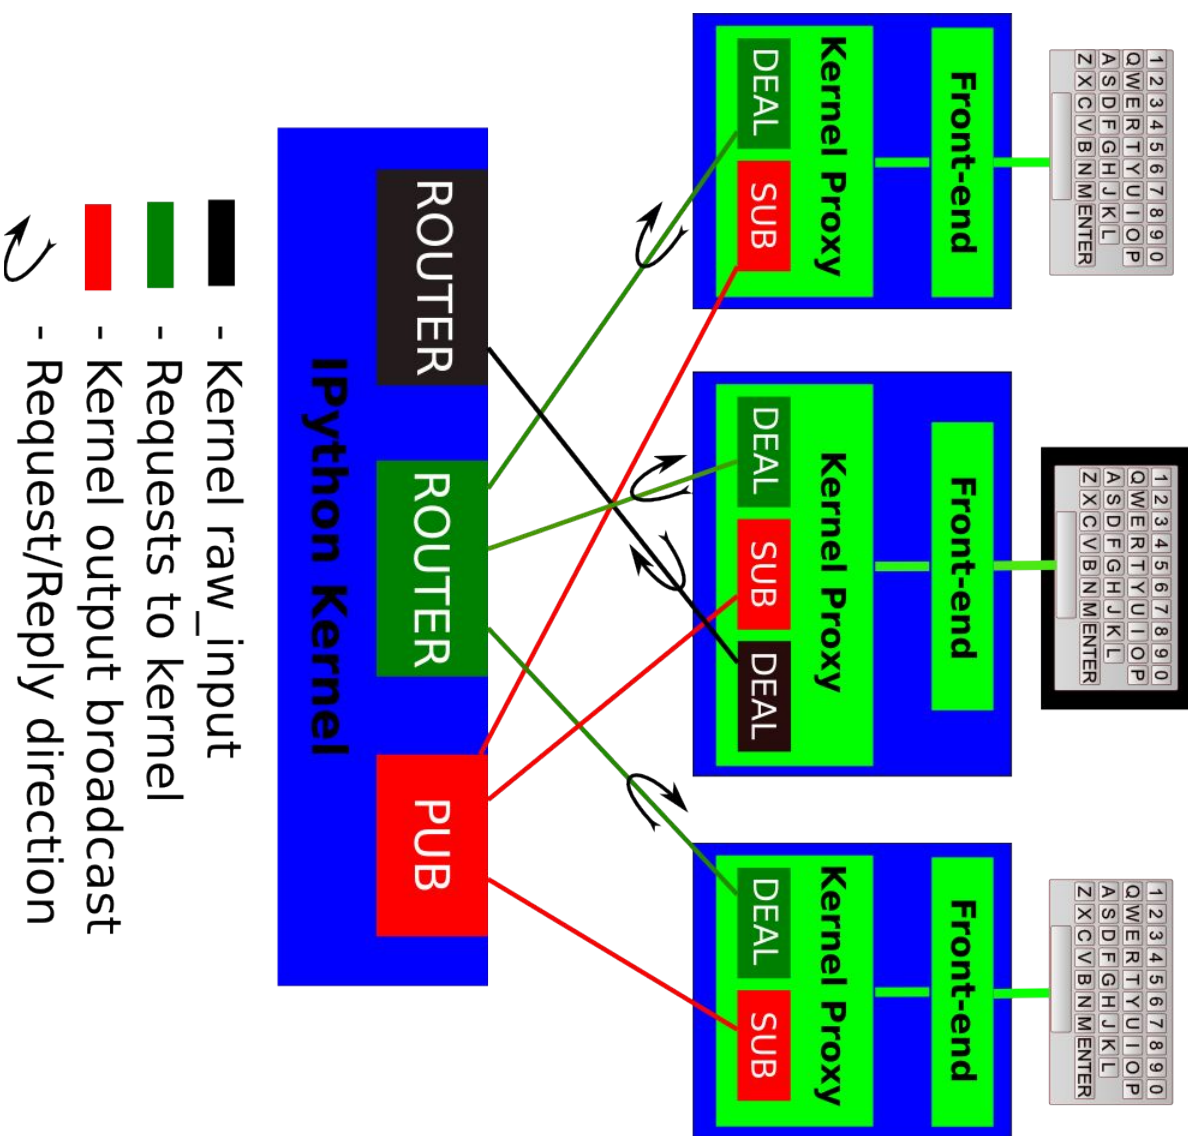 1 2 3 4 5 6 7 8 9 0
Q W E R T Y U I O P
A S D F G H J K L
Z X C V B N M ENTER
1 2 3 4 5 6 7 8 9 0
Q W E R T Y U I O P
A S D F G H J K L
Z X C V B N M ENTER
1 2 3 4 5 6 7 8 9 0
Q W E R T Y U I O P
A S D F G H J K L
Z X C V B N M ENTER
Front-end
Kernel Proxy
DEAL
SUB
Front-end
Kernel Proxy
DEAL
SUB
DEAL
Front-end
Kernel Proxy
DEAL
SUB
ROUTER
ROUTER
PUB
IPython Kernel
- Kernel raw_input
- Requests to kernel
- Kernel output broadcast
- Request/Reply direction